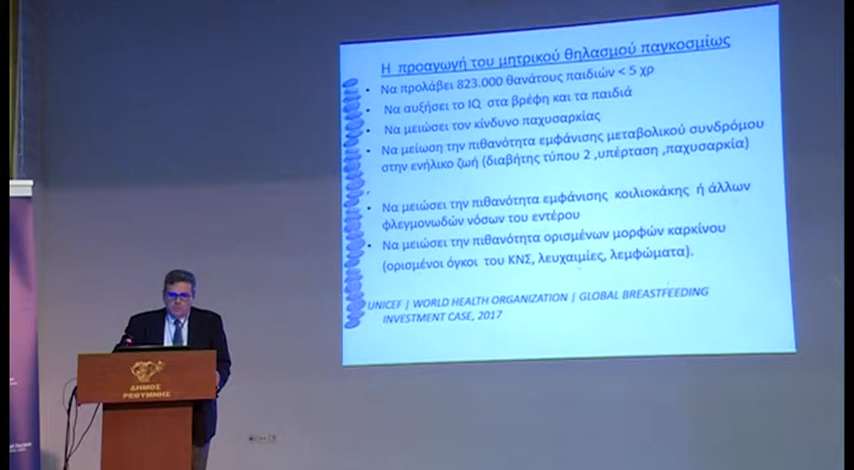 Η προαγωγή του μητρικού θηλασμού παγκοσμίως
• Να προλάβει 823.000 θανάτους παιδιών < 5 χρ
• Να αυξήσει το IQ στα βρέφη και τα παιδιά
• Να μειώσει τον κίνδυνο παχυσαρκίας
• Να μείωση την πιθανότητα εμφάνισης μεταβολικού συνδρόμου
στην ενήλικο ζωή (διαβήτης τύπου 2 ,υπέρταση ,παχυσαρκία)
• Να μειώσει την πιθανότητα εμφάνισης κοιλιοκάκης ή άλλων
φλεγμονωδών νόσων του εντέρου
• Να μειώσει την πιθανότητα ορισμένων μορφών καρκίνου
(ορισμένοι όγκοι του ΚΝΣ, λευχαιμίες, λεμφώματα).
UNICEF | WORLD HEALTH ORGANIZATION | GLOBAL BREASTFEEDING
INVESTMENT CASE, 2017
ΔΗΜΟΣ
ΡΕΘΥΜΝΗΣ